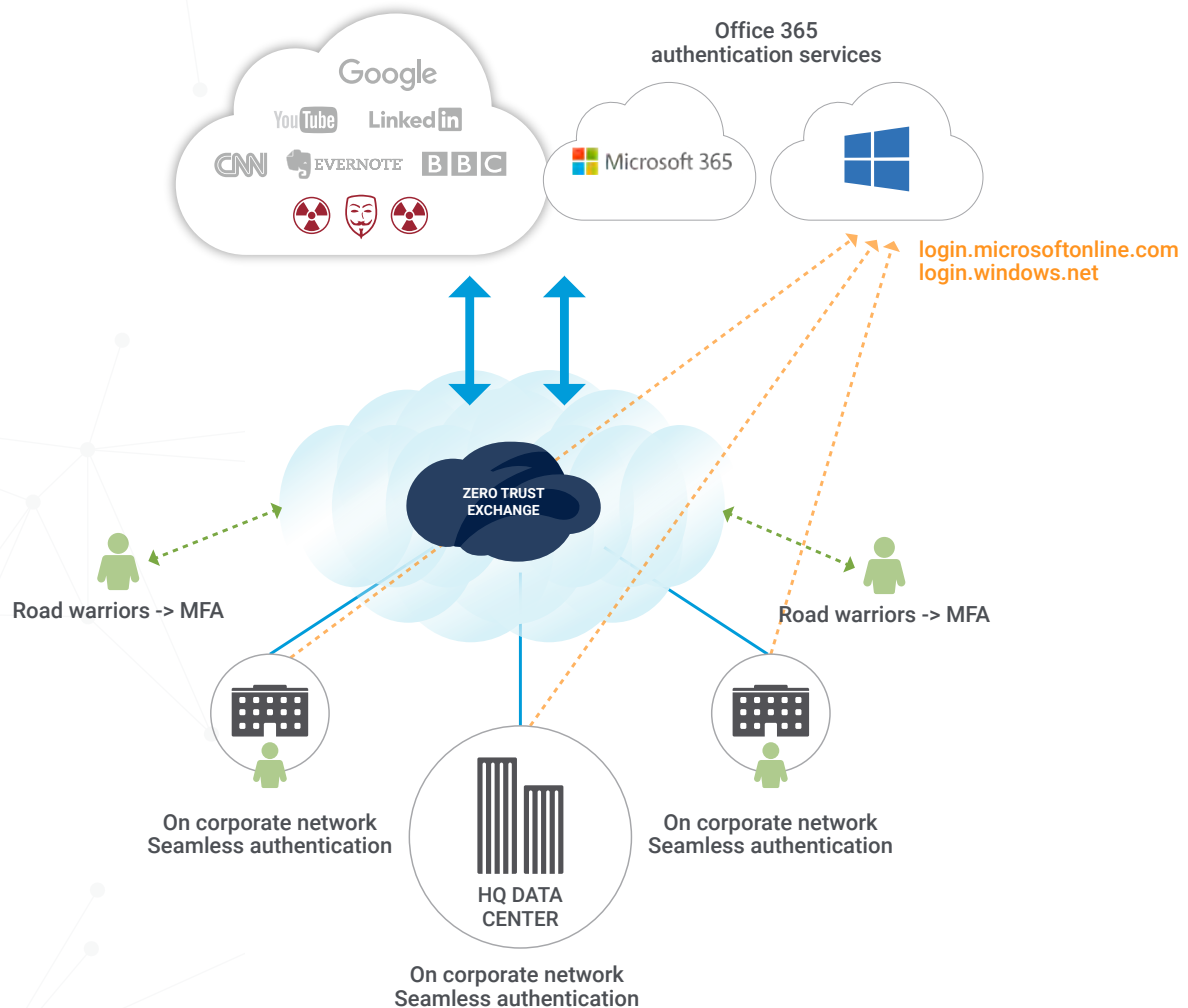 Office 365
authentication services
Google
YouTube
Linked in
CNN
EVERNOTE
BBC
Microsoft 365
login.microsoftonline.com
login.windows.net
ZERO TRUST
EXCHANGE
Road warriors -> MFA
Road warriors -> MFA
On corporate network
Seamless authentication
HQ DATA
CENTER
On corporate network
Seamless authentication
On corporate network
Seamless authentication